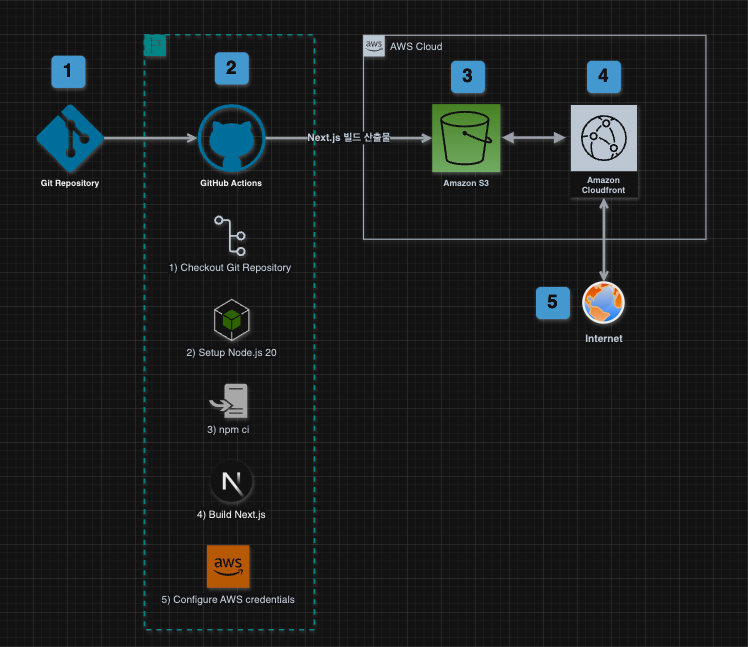 1
2
3
4
aws
AWS Cloud
Next.js 빌드 산출물
Git Repository
GitHub Actions
Amazon S3
Amazon
Cloudfront
1) Checkout Git Repository
5
Internet
2) Setup Node.js 20
3) npm ci
N
4) Build Next.js
aws
5) Configure AWS credentials